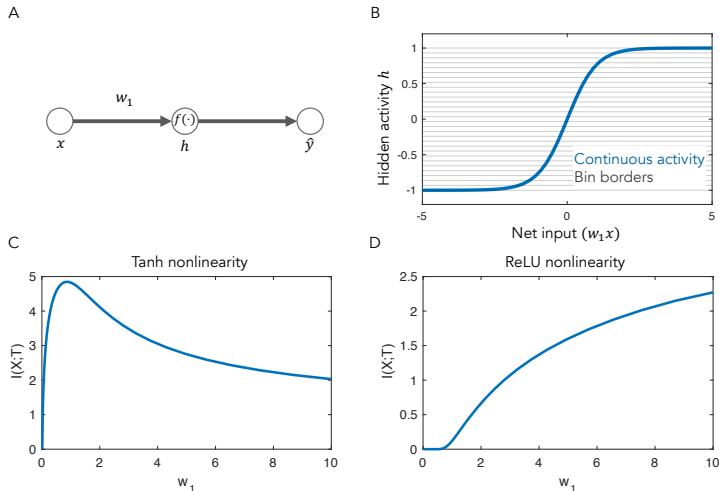 A
w₁
f(·)
x
h
ŷ
B
Hidden activity h
1
0.5
0
-0.5
-1
Continuous activity
Bin borders
-5
0
5
Net input (w₁x)
C
Tanh nonlinearity
I(X;T)
5
4
3
2
1
0
0
2
4
6
8
10
w₁
D
ReLU nonlinearity
I(X;T)
2.5
2
1.5
1
0.5
0
0
2
4
6
8
10
w₁